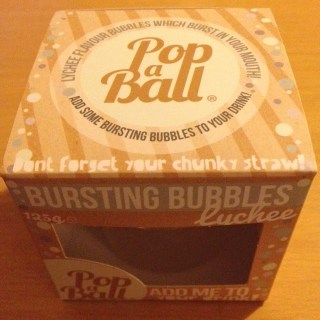 LYCHEE FLAVOUR BUBBLES WHICH BURST IN YOUR MOUTH!
Pop
a
Ball®
ADD SOME BURSTING BUBBLES TO YOUR DRINK!
Dont forget your chunky straw!
BURSTING BUBBLES
125g
Lychee
Pop
a
Ball
ADD ME TO